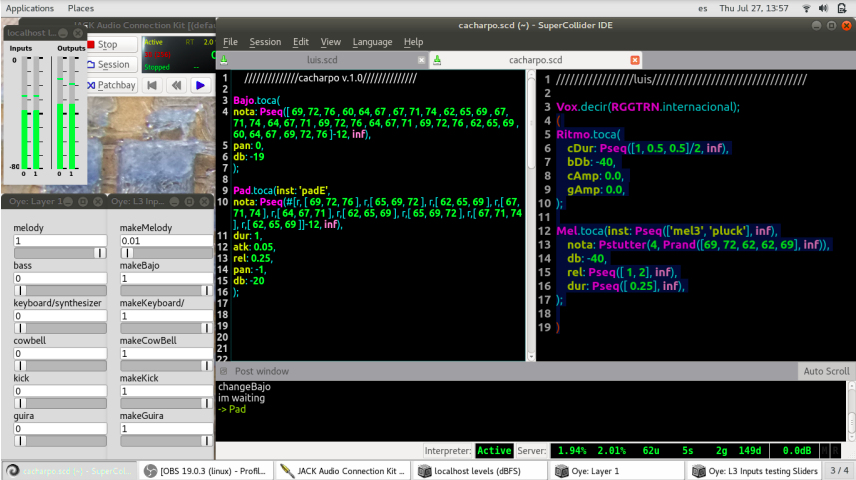 Applications Places
es Thu Jul 27, 13:57
localhost l...
Inputs Outputs
0
-80
0 1 0 1
JACK Audio Connection Kit [(defau
Stop
Session
Patchbay
Active RT 2.0
Stopped
cacharpo.scd (~) - SuperCollider IDE
File Session Edit View Language Help
luis.scd
cacharpo.scd
1 //////////////cacharpo v.1.0//////////////
2
3 Bajo.toca(
4 nota: Pseq([ 69, 72, 76 , 60, 64, 67 , 67, 71, 74 , 62, 65, 69 , 67,
71, 74 , 64, 67, 71 , 69, 72, 76 , 64, 67, 71 , 69, 72, 76 , 62, 65, 69 ,
60, 64, 67 , 69, 72, 76 ]-12, inf),
5 pan: 0,
6 db: -19
7 );
8
9 Pad.toca(inst: 'padE',
10 nota: Pseq(#[r, [ 69, 72, 76 ], r,[ 65, 69, 72 ], r,[ 62, 65, 69 ], r,[ 67,
71, 74 ], r,[ 64, 67, 71 ], r,[ 62, 65, 69 ], r,[ 65, 69, 72 ], r,[ 67, 71, 74
], r,[ 62, 65, 69 ]]-12, inf),
11 dur: 1,
12 atk: 0.05,
13 rel: 0.25,
14 pan: -1,
15 db: -20
16 );
17
18
19
20
21
22
1 ////////////////luis////////////////////////////////
2
3 Vox.decir(RGGTRN.internacional);
4 (
5 Ritmo.toca(
6 cDur: Pseq([1, 0.5, 0.5]/2, inf),
7 bDb: -40,
8 cAmp: 0.0,
9 gAmp: 0.0,
10 );
11
12 Mel.toca(inst: Pseq(['mel3', 'pluck'], inf),
13 nota: Pstutter(4, Prand([69, 72, 62, 62, 69], inf)),
14 db: -40,
15 rel: Pseq([ 1, 2], inf),
16 dur: Pseq([ 0.25], inf),
17 );
18
19 )
Oye: Layer 1
melody
1
bass
0
keyboard/synthesizer
0
cowbell
0
kick
0
guira
0
Oye: L3 Inp...
makeMelody
0.01
makeBajo
1
makeKeyboard/
1
makeCowBell
1
makeKick
1
makeGuira
1
Post window
Auto Scroll
changeBajo
im waiting
-> Pad
Interpreter: Active Server: 1.94% 2.01% 62u 5s 2g 149d 0.0dB M R
cacharpo.scd (~) - SuperCol...
[OBS 19.0.3 (linux) - Profil...
JACK Audio Connection Kit ...
localhost levels (dBFS)
Oye: Layer 1
Oye: L3 Inputs testing Sliders
3 / 4